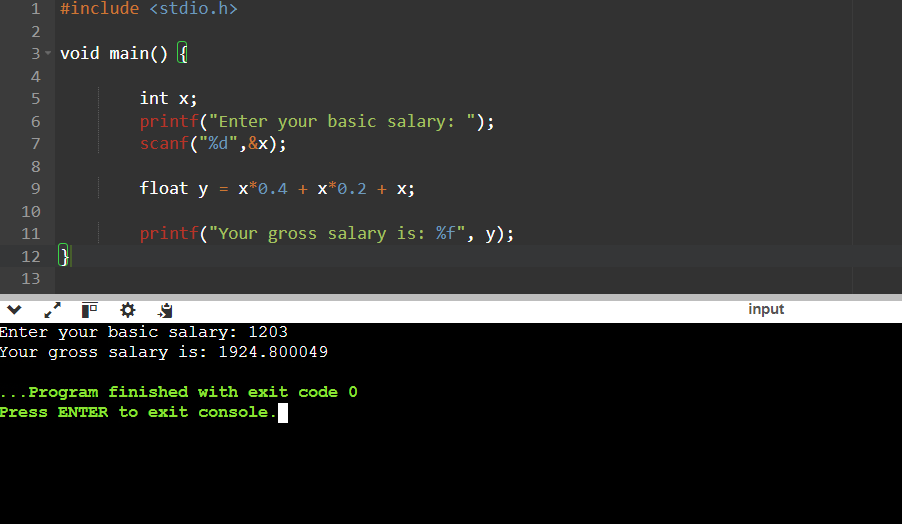 1 #include <stdio.h>
2
3 void main() {
4
5 int x;
6 printf("Enter your basic salary: ");
7 scanf("%d",&x);
8
9 float y = x*0.4 + x*0.2 + x;
10
11 printf("Your gross salary is: %f", y);
12 }
13
input
Enter your basic salary: 1203
Your gross salary is: 1924.800049
...Program finished with exit code 0
Press ENTER to exit console.